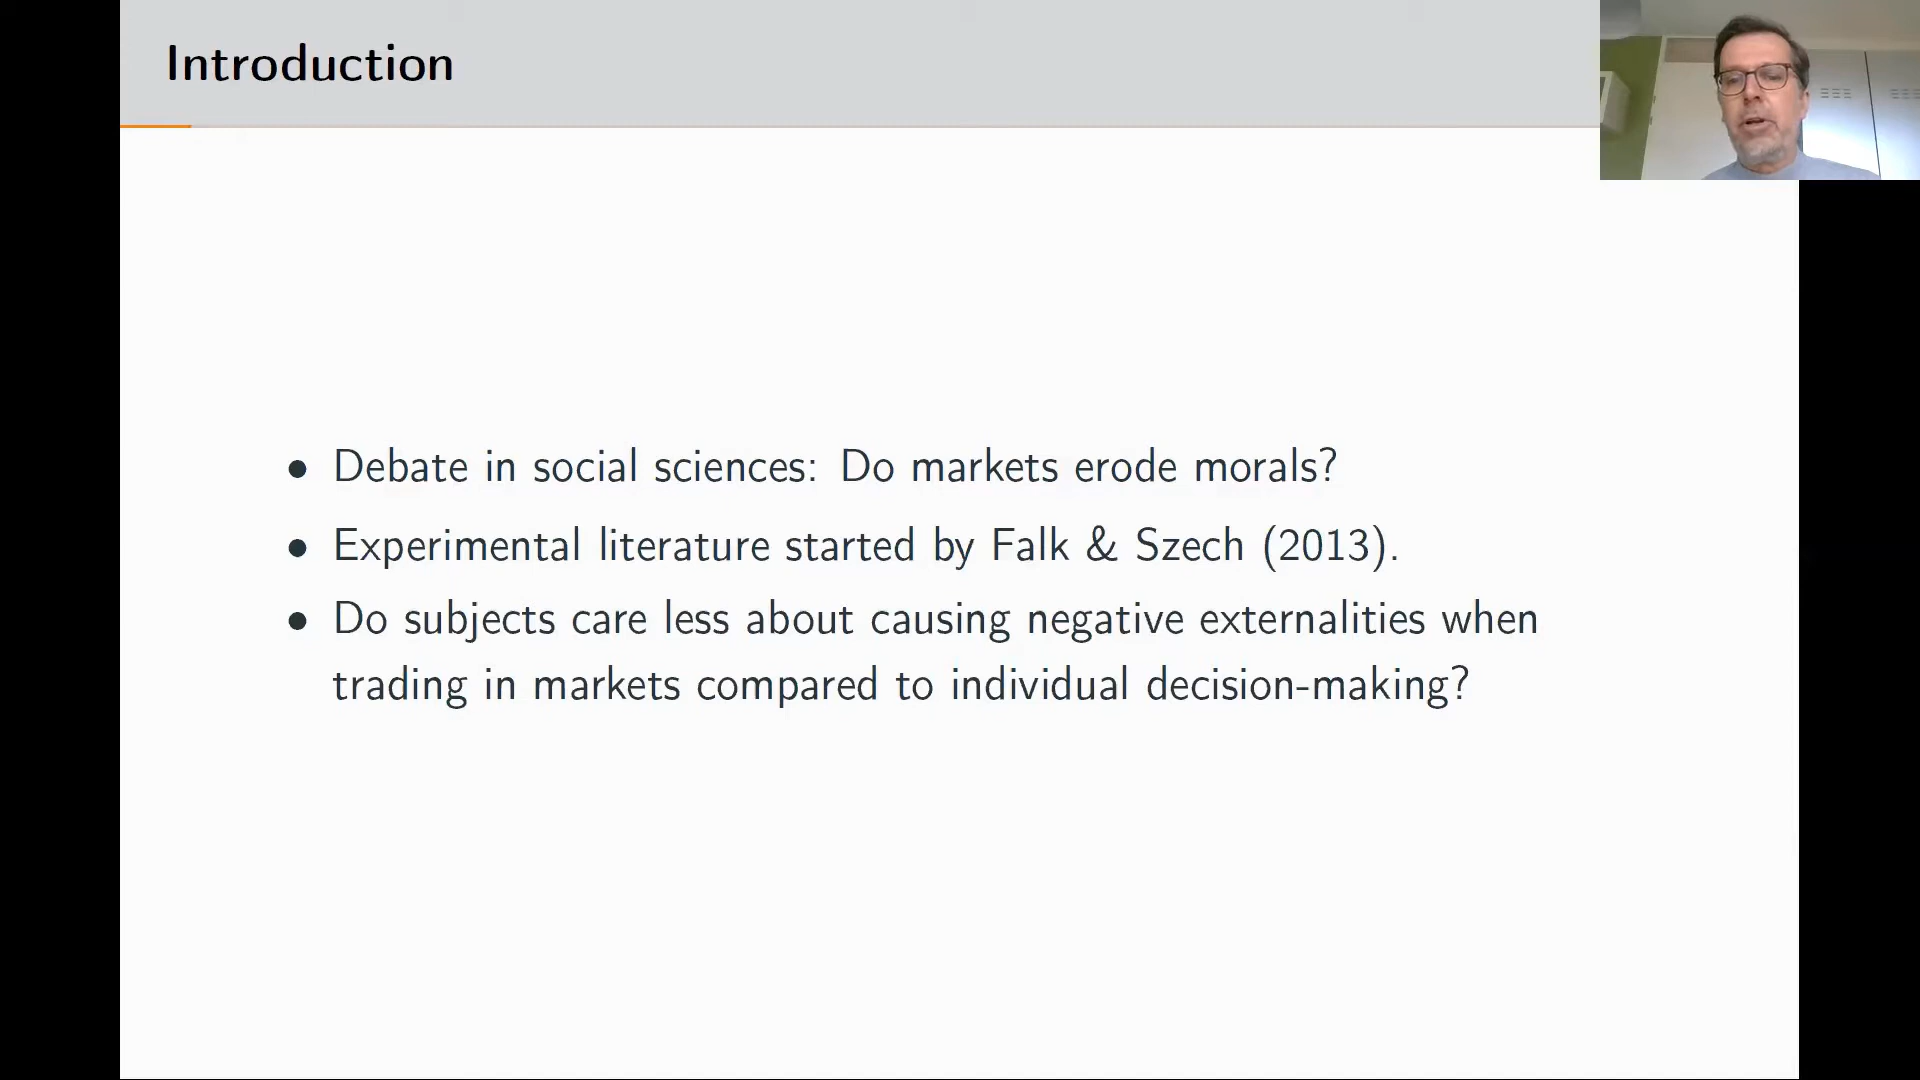 Introduction
• Debate in social sciences: Do markets erode morals?
• Experimental literature started by Falk & Szech (2013).
• Do subjects care less about causing negative externalities when
trading in markets compared to individual decision-making?